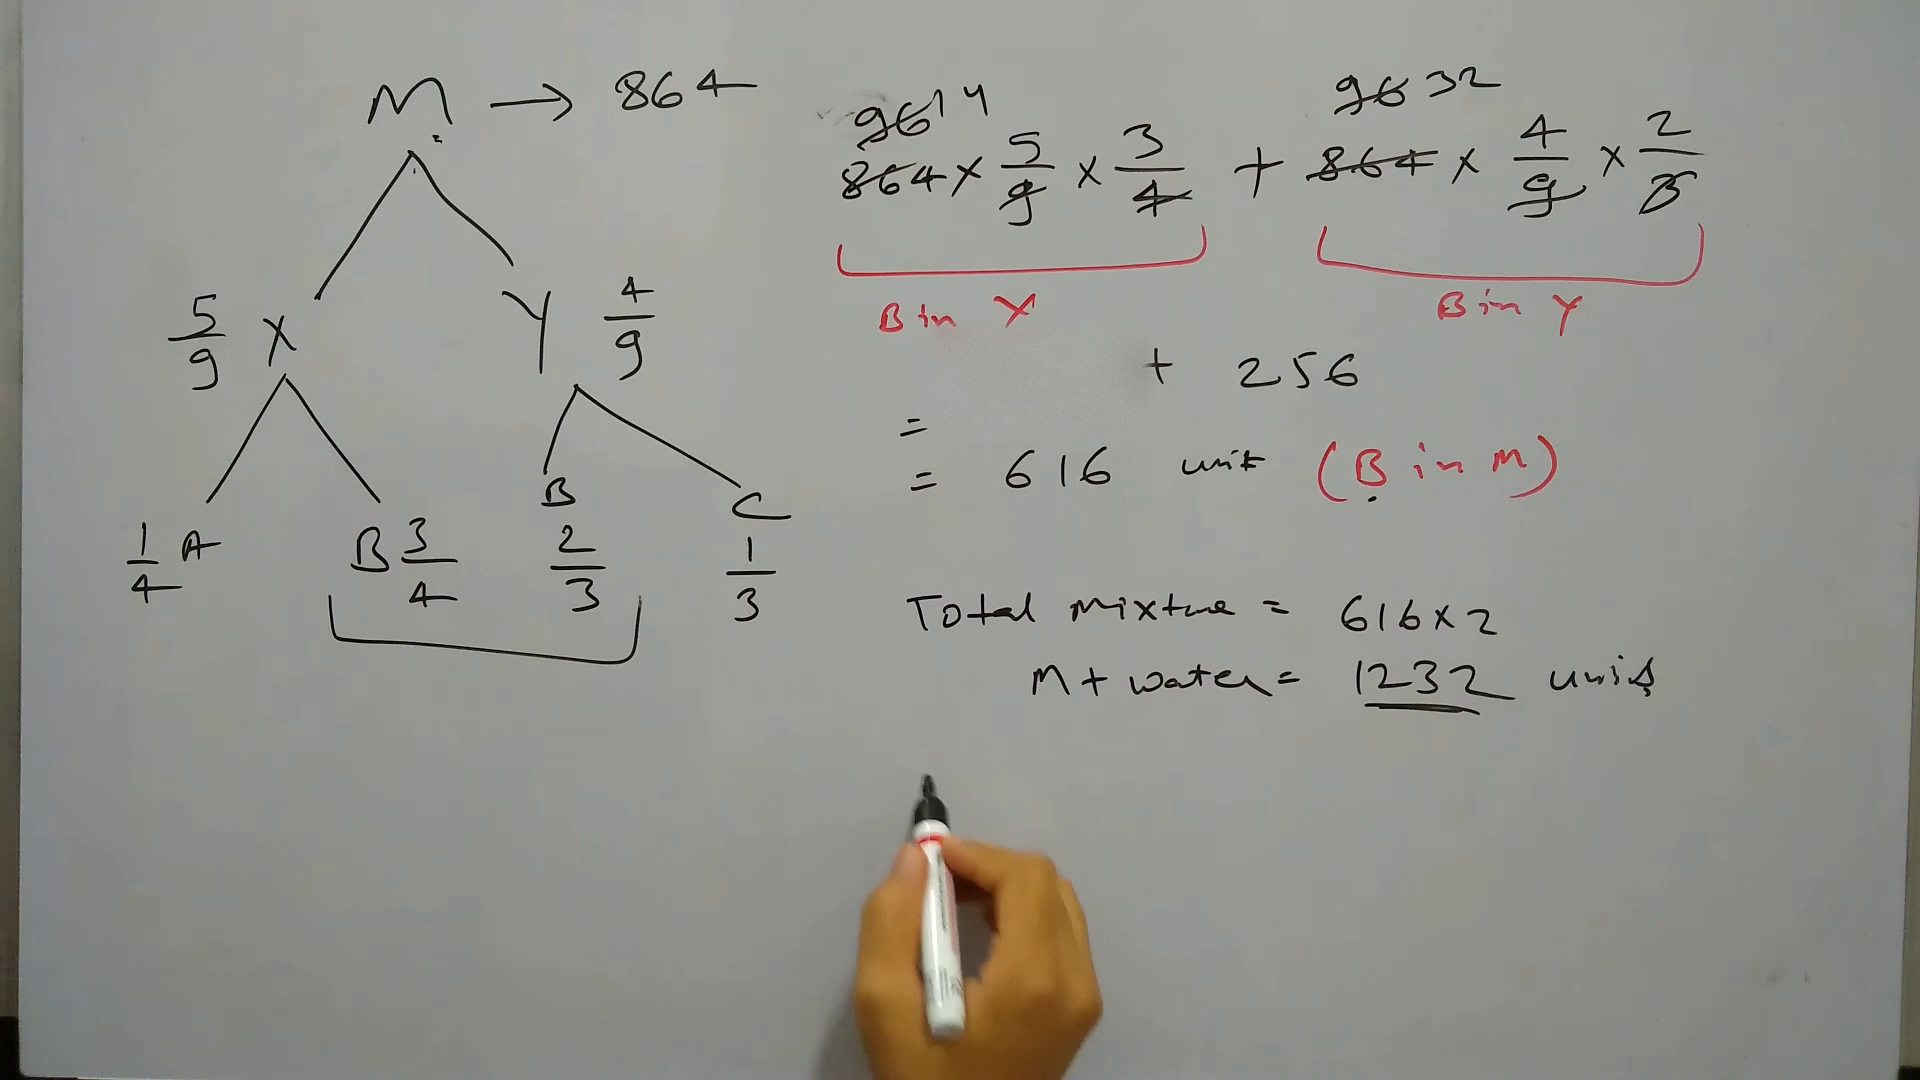 M → 864
96 14
864 × 5/9 × 3/4 + 864 × 4/9 × 2/3
96 32
B in X
B in Y
5/9 X
Y 4/9
+ 256
=
= 616 unit (B in M)
1/4 A
B 3/4
B 2/3
C 1/3
Total mixture = 616 × 2
M + water = 1232 units